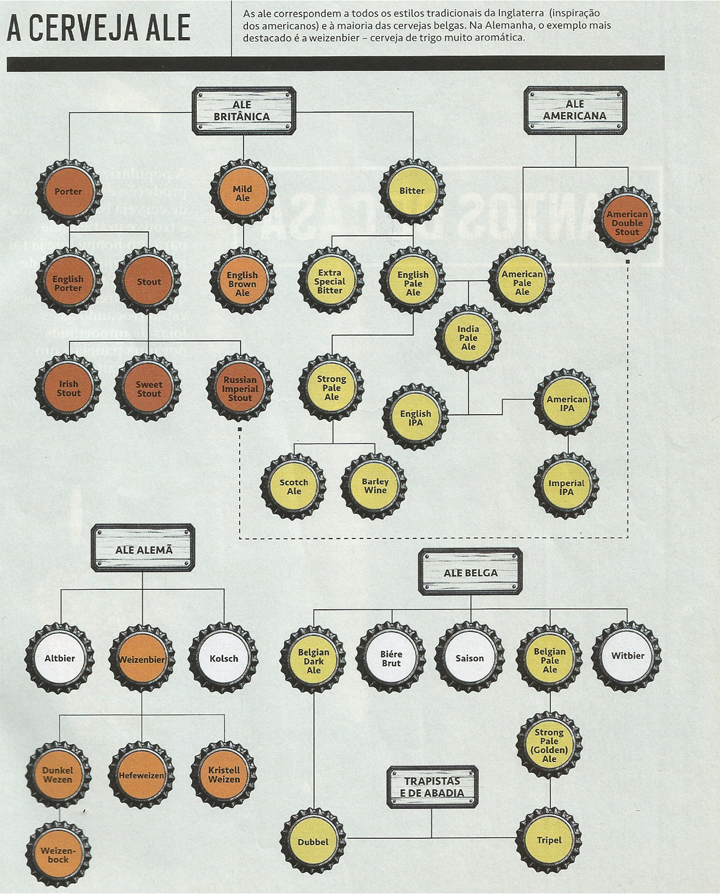 A CERVEJA ALE
As ale correspondem a todos os estilos tradicionais da Inglaterra (inspiração
dos americanos) e à maioria das cervejas belgas. Na Alemanha, o exemplo mais
destacado é a weizenbier – cerveja de trigo muito aromática.
ALE
BRITÂNICA
ALE
AMERICANA
Porter
Mild
Ale
Bitter
American
Double
Stout
English
Porter
Stout
English
Brown
Ale
Extra
Special
Bitter
English
Pale
Ale
American
Pale
Ale
India
Pale
Ale
Irish
Stout
Sweet
Stout
Russian
Imperial
Stout
Strong
Pale
Ale
English
IPA
American
IPA
Scotch
Ale
Barley
Wine
Imperial
IPA
ALE ALEMÃ
ALE BELGA
Altbier
Weizenbier
Kolsch
Belgian
Dark
Ale
Biére
Brut
Saison
Belgian
Pale
Ale
Witbier
Strong
Pale
(Golden)
Ale
Dunkel
Wezen
Hefeweizen)
Kristell
Weizen
TRAPISTAS
E DE ABADIA
Weizen-
bock
Dubbel
Tripel